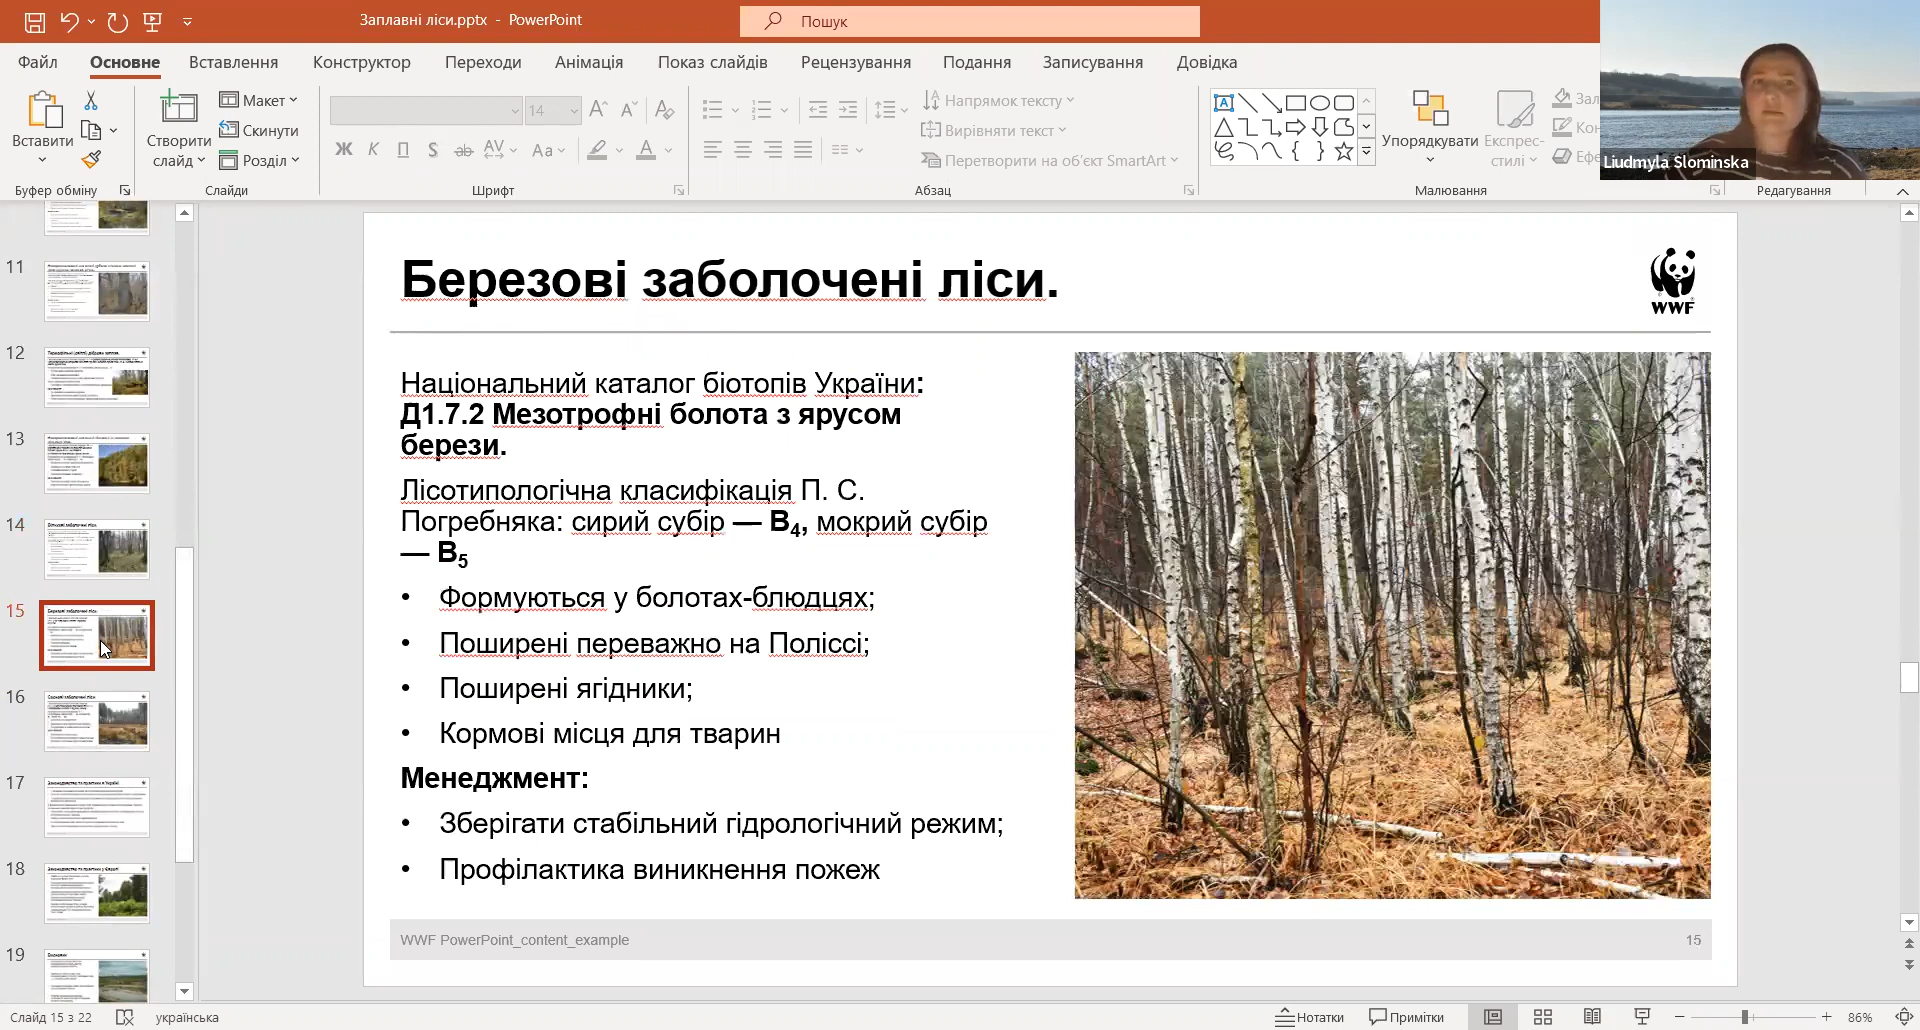 Заплавні ліси.pptx - PowerPoint
Пошук
Файл Основне Вставлення Конструктор Переходи Анімація Показ слайдів Рецензування Подання Записування Довідка
Вставити
Створити слайд
Макет
Скинути
Розділ
14
Ж К П S ab AV Aa A
Напрямок тексту
Вирівняти текст
Перетворити на об'єкт SmartArt
Упорядкувати
Експрес-стилі
Буфер обміну Слайди Шрифт Абзац Малювання Редагування
Liudmyla Slominska
11
12
13
14
15
16
17
18
19
Березові заболочені ліси.
WWF
Національний каталог біотопів України:
Д1.7.2 Мезотрофні болота з ярусом
берези.
Лісотипологічна класифікація П. С.
Погребняка: сирий субір — В4, мокрий субір
— В5
• Формуються у болотах-блюдцях;
• Поширені переважно на Поліссі;
• Поширені ягідники;
• Кормові місця для тварин
Менеджмент:
• Зберігати стабільний гідрологічний режим;
• Профілактика виникнення пожеж
WWF PowerPoint_content_example 15
Слайд 15 з 22 українська Нотатки Примітки 86%